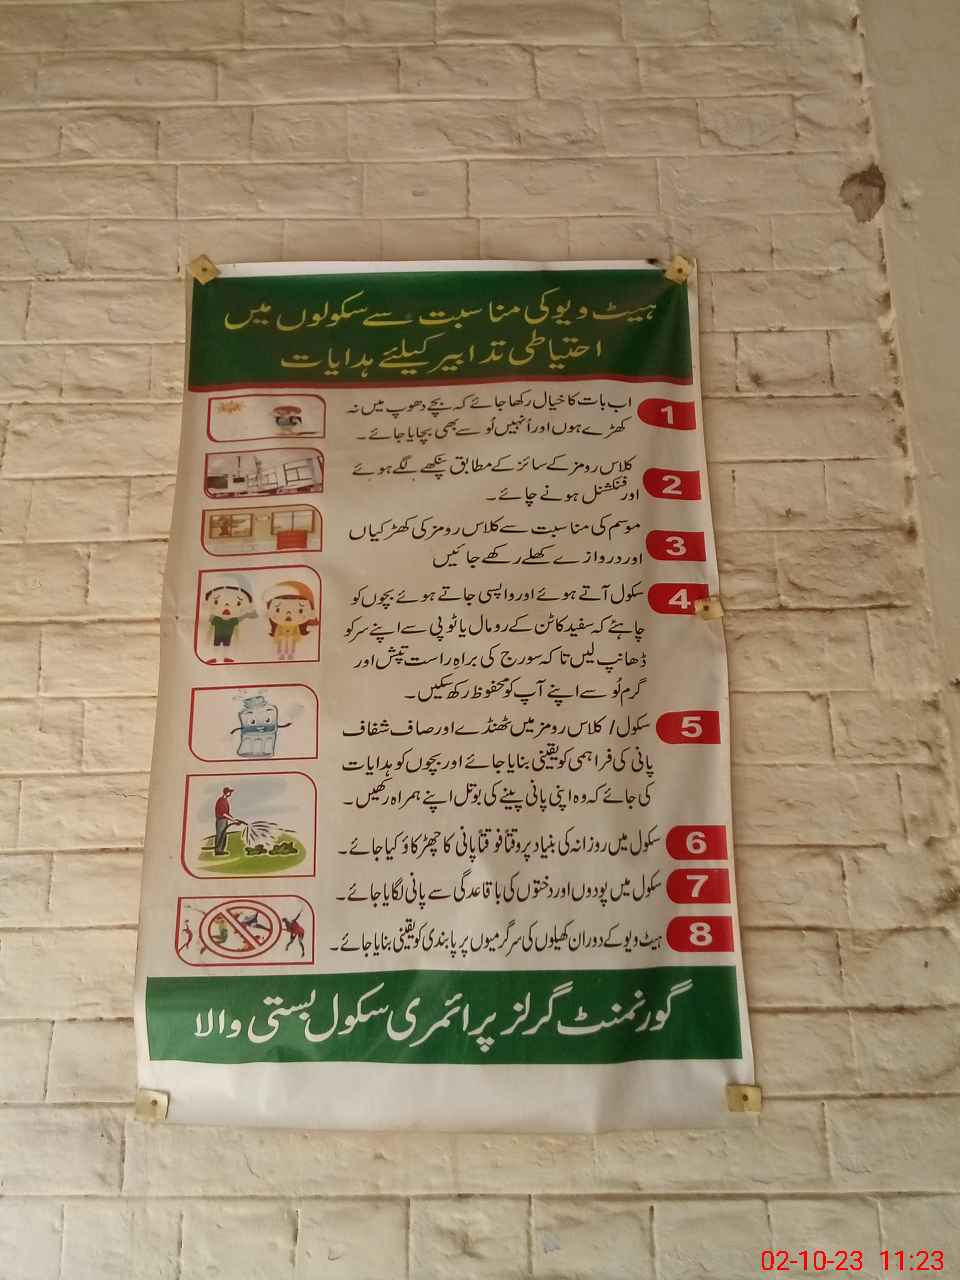 ہیٹ ویو کی مناسبت سے سکولوں میں
احتیاطی تدابیر کیلئے ہدایات
1 اب بات کا خیال رکھا جائے کہ بچے دھوپ میں نہ
کھڑے ہوں اور اُنہیں لُو سے بھی بچایا جائے۔
2 کلاس رومز کے سائز کے مطابق پنکھے لگے ہوئے
اور فنکشنل ہونے چائے۔
3 موسم کی مناسبت سے کلاس رومز کی کھڑکیاں
اور دروازے کھلے رکھے جائیں
4 سکول آتے ہوئے اور واپسی جاتے ہوئے بچوں کو
چاہئے کہ سفید کاٹن کے رومال یا ٹوپی سے اپنے سر کو
ڈھانپ لیں تا کہ سورج کی براہِ راست تپش اور
گرم لُو سے اپنے آپ کو محفوظ رکھ سکیں۔
5 سکول / کلاس رومز میں ٹھنڈے اور صاف شفاف
پانی کی فراہمی کو یقینی بنایا جائے اور بچوں کو ہدایات
کی جائے کہ وہ اپنی پانی پینے کی بوتل اپنے ہمراہ رکھیں۔
6 سکول میں روزانہ کی بنیاد پر وقتاً فوقتاً پانی کا چھڑکاؤ کیا جائے۔
7 سکول میں پودوں اور دختوں کی باقاعدگی سے پانی لگایا جائے۔
8 ہیٹ ویو کے دوران کھیلوں کی سرگرمیوں پر پابندی کو یقینی بنایا جائے۔
گورنمنٹ گرلز پرائمری سکول بستی والا
02-10-23 11:23